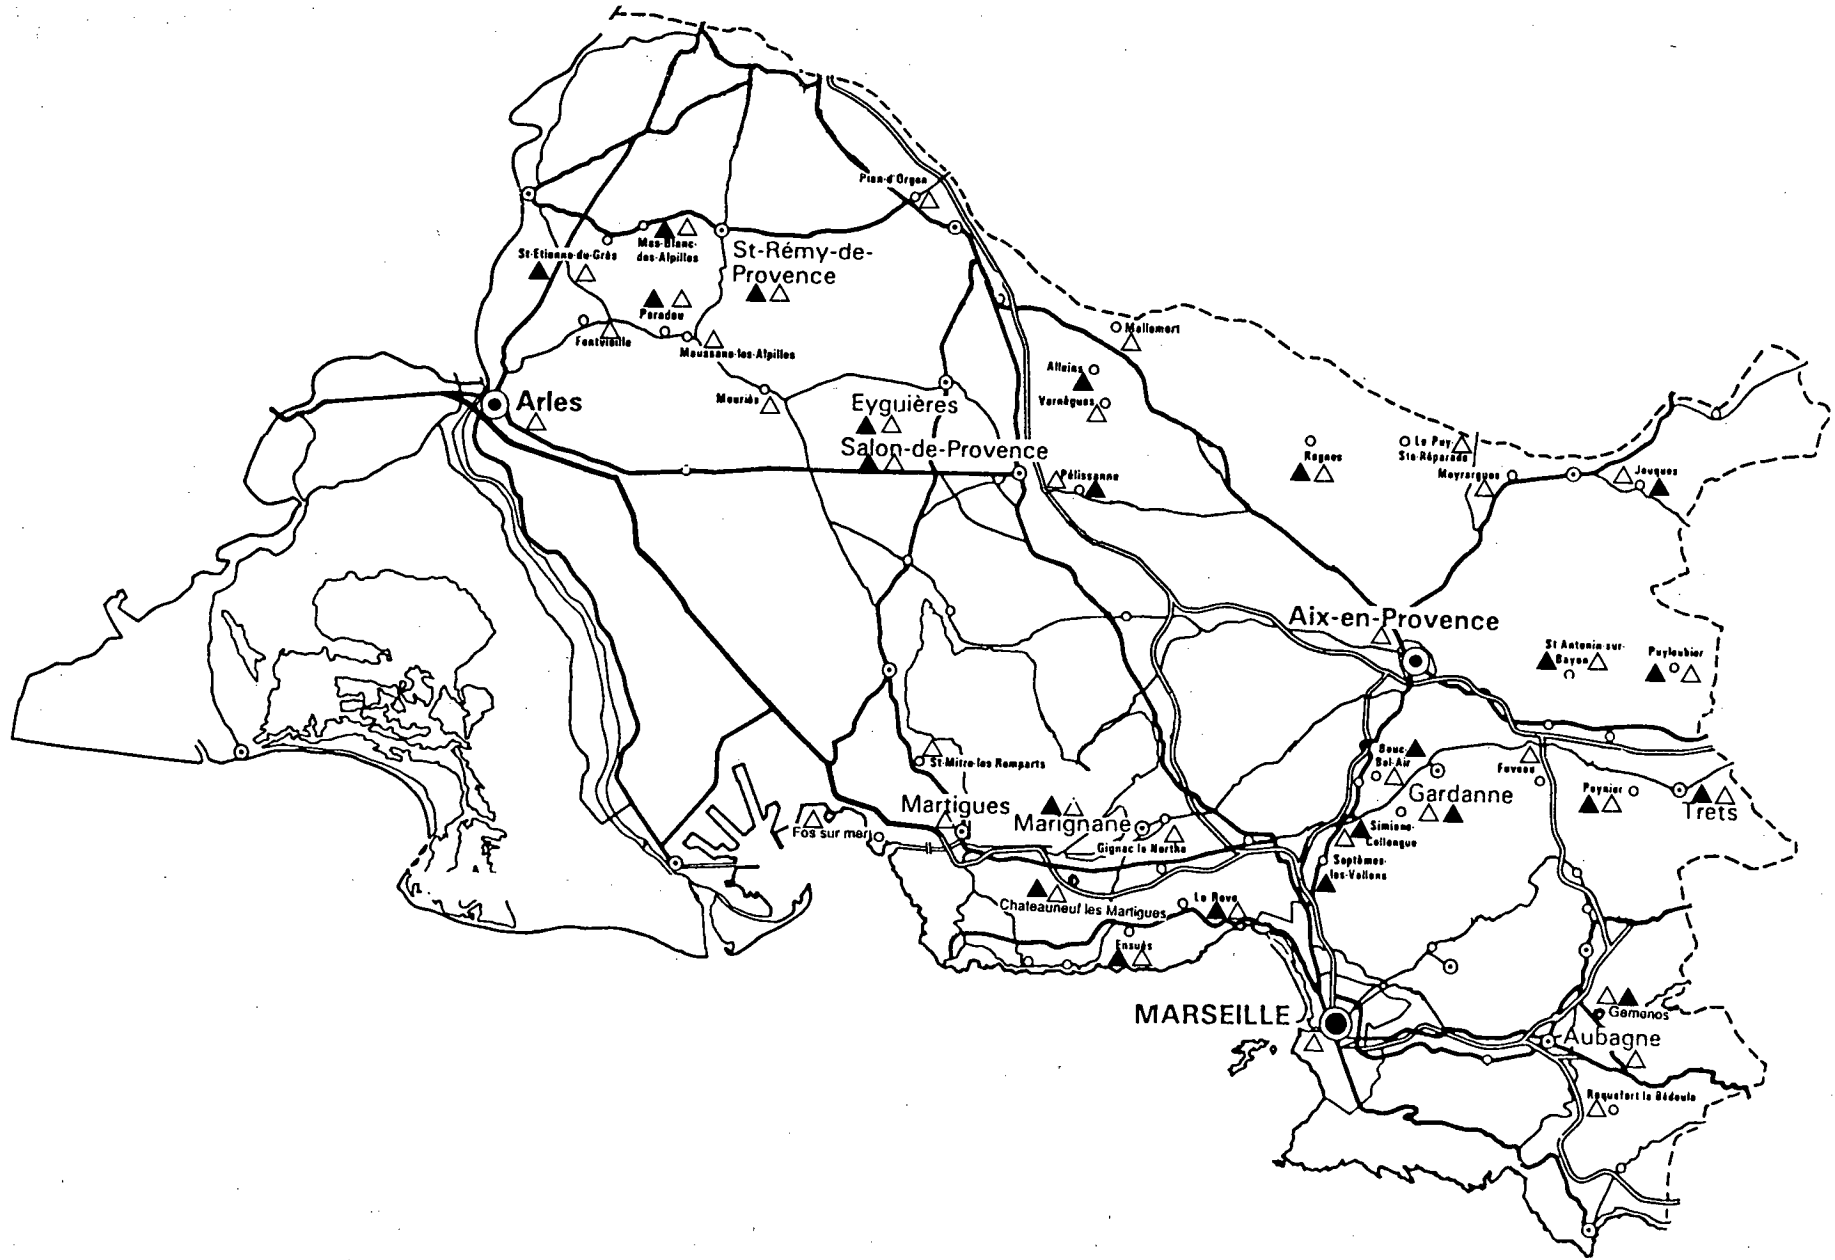 Plan-d'Orgon
Mas-Blanc-
des-Alpilles
St-Etienne-du-Grès
St-Rémy-de-
Provence
Paradou
Fontvieille
Maussane-les-Alpilles
Mallemort
Alleins
Vernègues
Mouriès
Arles
Eyguières
Salon-de-Provence
Pélissanne
Rognes
Le Puy-
Ste-Réparade
Meyrargues
Jouques
Aix-en-Provence
St Antonin-sur-
Bayon
Puyloubier
St-Mitre-les Remparts
Bouc-
Bel-Air
Fuveau
Gardanne
Peynier
Trets
Martigues
Marignane
Fos sur mer
Gignac la Nerthe
Simiane-
Collongue
Septèmes-
les-Vallons
Chateauneuf les Martigues
Le Rove
Ensuès
MARSEILLE
Gemenos
Aubagne
Roquefort la Bédoule